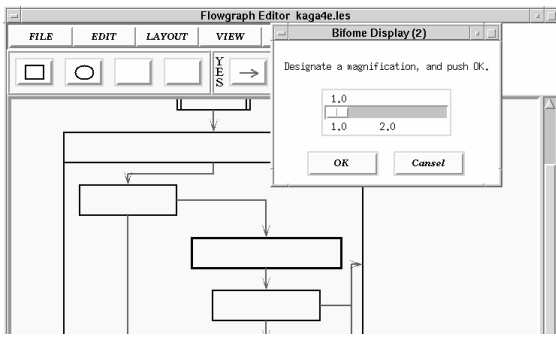 Flowgraph Editor kaga4e.les
FILE EDIT LAYOUT VIEW
YES
Bifome Display (2)
Designate a magnification, and push OK.
1.0
1.0 2.0
OK Cansel